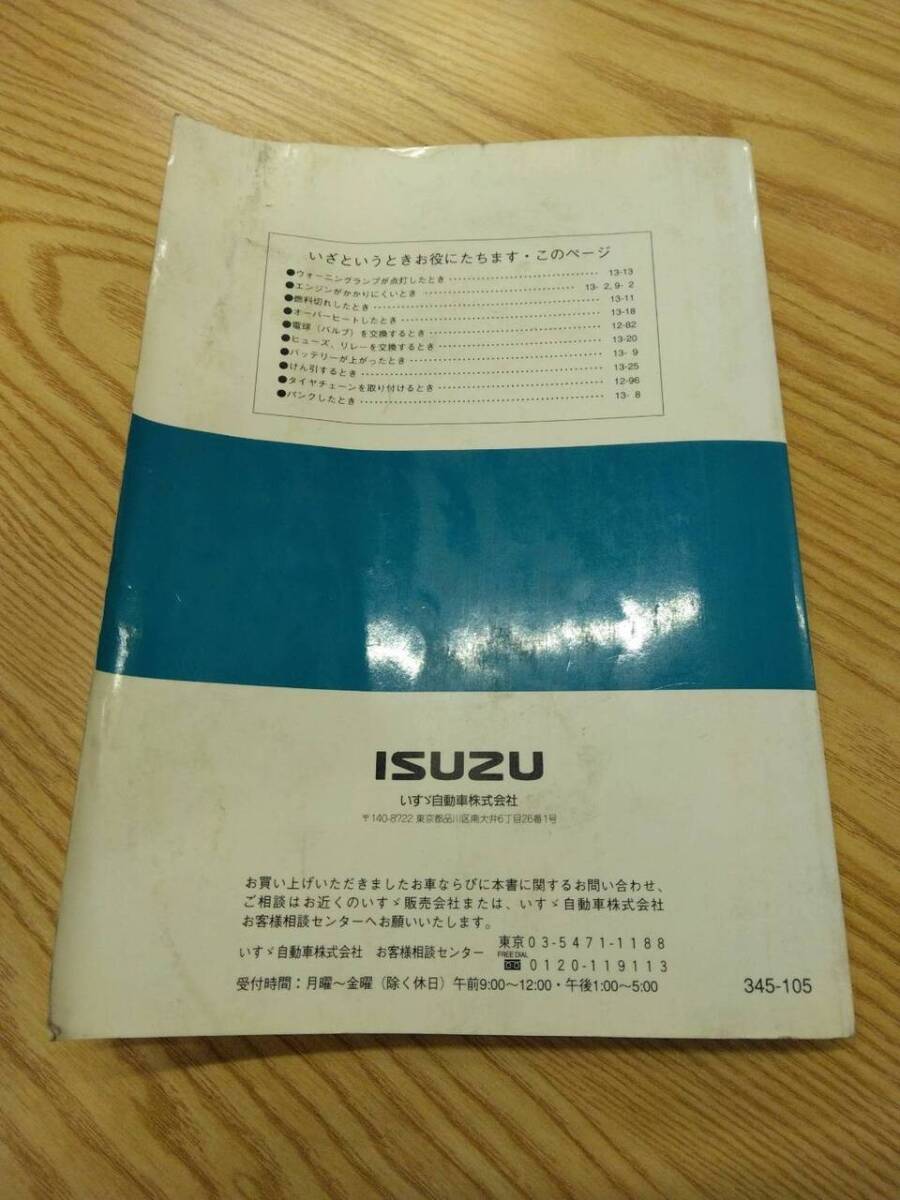 いざというときお役にたちます・このページ
●ウォーニングランプが点灯したとき………………13-13
●エンジンがかかりにくいとき………………13- 2, 9- 2
●燃料切れしたとき………………13-11
●オーバーヒートしたとき………………13-18
●電球（バルブ）を交換するとき………………12-82
●ヒューズ、リレーを交換するとき………………13-20
●バッテリーが上がったとき………………13- 9
●けん引するとき………………13-25
●タイヤチェーンを取り付けるとき………………12-96
●パンクしたとき………………13- 8
ISUZU
いすゞ自動車株式会社
〒140-8722 東京都品川区南大井6丁目26番1号
お買い上げいただきましたお車ならびに本書に関するお問い合わせ、
ご相談はお近くのいすゞ販売会社または、いすゞ自動車株式会社
お客様相談センターへお願いいたします。
いすゞ自動車株式会社 お客様相談センター 東京03-5471-1188
FREE DIAL
0120-119113
受付時間：月曜～金曜（除く休日）午前9:00～12:00・午後1:00～5:00
345-105